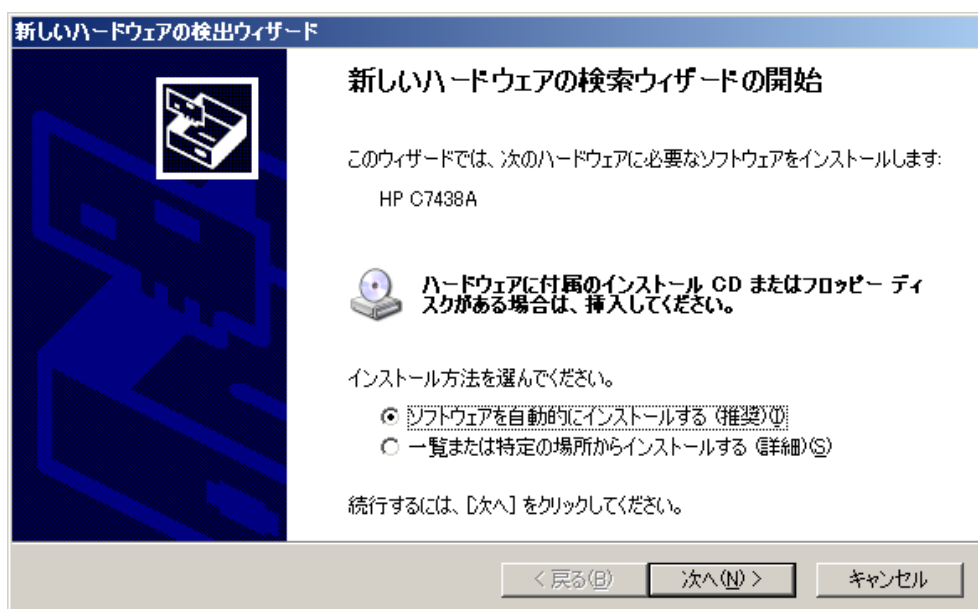 新しいハードウェアの検出ウィザード
新しいハードウェアの検索ウィザードの開始
このウィザードでは、次のハードウェアに必要なソフトウェアをインストールします:
HP C7438A
ハードウェアに付属のインストール CD またはフロッピー ディ
スクがある場合は、挿入してください。
インストール方法を選んでください。
ソフトウェアを自動的にインストールする (推奨)(I)
一覧または特定の場所からインストールする (詳細)(S)
続行するには、[次へ] をクリックしてください。
< 戻る(B)
次へ(N) >
キャンセル